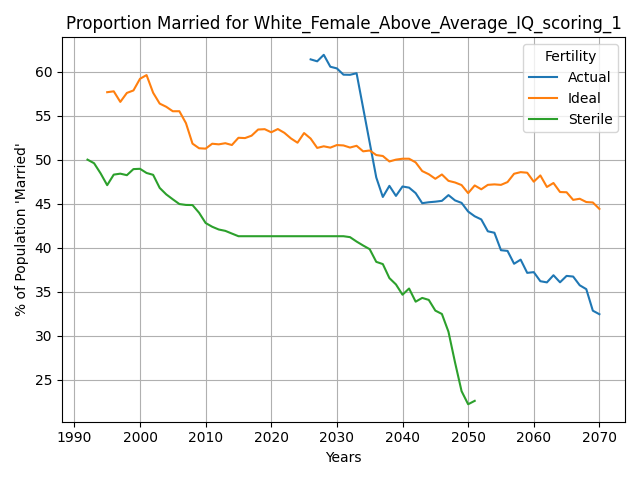 Proportion Married for White_Female_Above_Average_IQ_scoring_1
Fertility
Actual
Ideal
Sterile
% of Population 'Married'
60
55
50
45
40
35
30
25
1990 2000 2010 2020 2030 2040 2050 2060 2070
Years